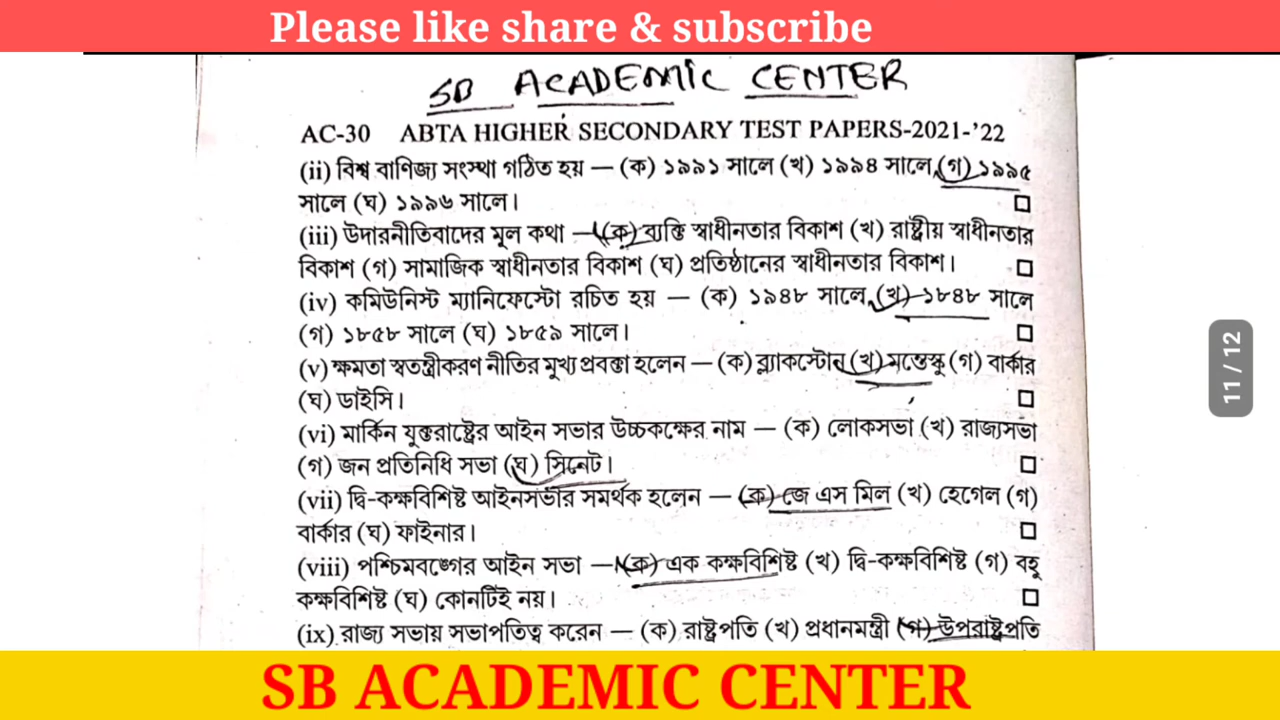 Please like share & subscribe
SB ACADEMIC CENTER
AC-30 ABTA HIGHER SECONDARY TEST PAPERS-2021-'22
(ii) বিশ্ব বাণিজ্য সংস্থা গঠিত হয় — (ক) ১৯৯১ সালে (খ) ১৯৯৪ সালে (গ) ১৯৯৫
সালে (ঘ) ১৯৯৬ সালে।
(iii) উদারনীতিবাদের মূল কথা — (ক) ব্যক্তি স্বাধীনতার বিকাশ (খ) রাষ্ট্রীয় স্বাধীনতার
বিকাশ (গ) সামাজিক স্বাধীনতার বিকাশ (ঘ) প্রতিষ্ঠানের স্বাধীনতার বিকাশ।
(iv) কমিউনিস্ট ম্যানিফেস্টো রচিত হয় — (ক) ১৯৪৮ সালে (খ) ১৮৪৮ সালে
(গ) ১৮৫৮ সালে (ঘ) ১৮৫৯ সালে।
(v) ক্ষমতা স্বতন্ত্রীকরণ নীতির মুখ্য প্রবক্তা হলেন — (ক) ব্ল্যাকস্টোন (খ) মন্তেস্কু (গ) বার্কার
(ঘ) ডাইসি।
(vi) মার্কিন যুক্তরাষ্ট্রের আইন সভার উচ্চকক্ষের নাম — (ক) লোকসভা (খ) রাজ্যসভা
(গ) জন প্রতিনিধি সভা (ঘ) সিনেট।
(vii) দ্বি-কক্ষবিশিষ্ট আইনসভার সমর্থক হলেন — (ক) জে এস মিল (খ) হেগেল (গ)
বার্কার (ঘ) ফাইনার।
(viii) পশ্চিমবঙ্গের আইন সভা — (ক) এক কক্ষবিশিষ্ট (খ) দ্বি-কক্ষবিশিষ্ট (গ) বহু
কক্ষবিশিষ্ট (ঘ) কোনটিই নয়।
(ix) রাজ্য সভায় সভাপতিত্ব করেন — (ক) রাষ্ট্রপতি (খ) প্রধানমন্ত্রী (গ) উপরাষ্ট্রপতি
11 / 12
SB ACADEMIC CENTER